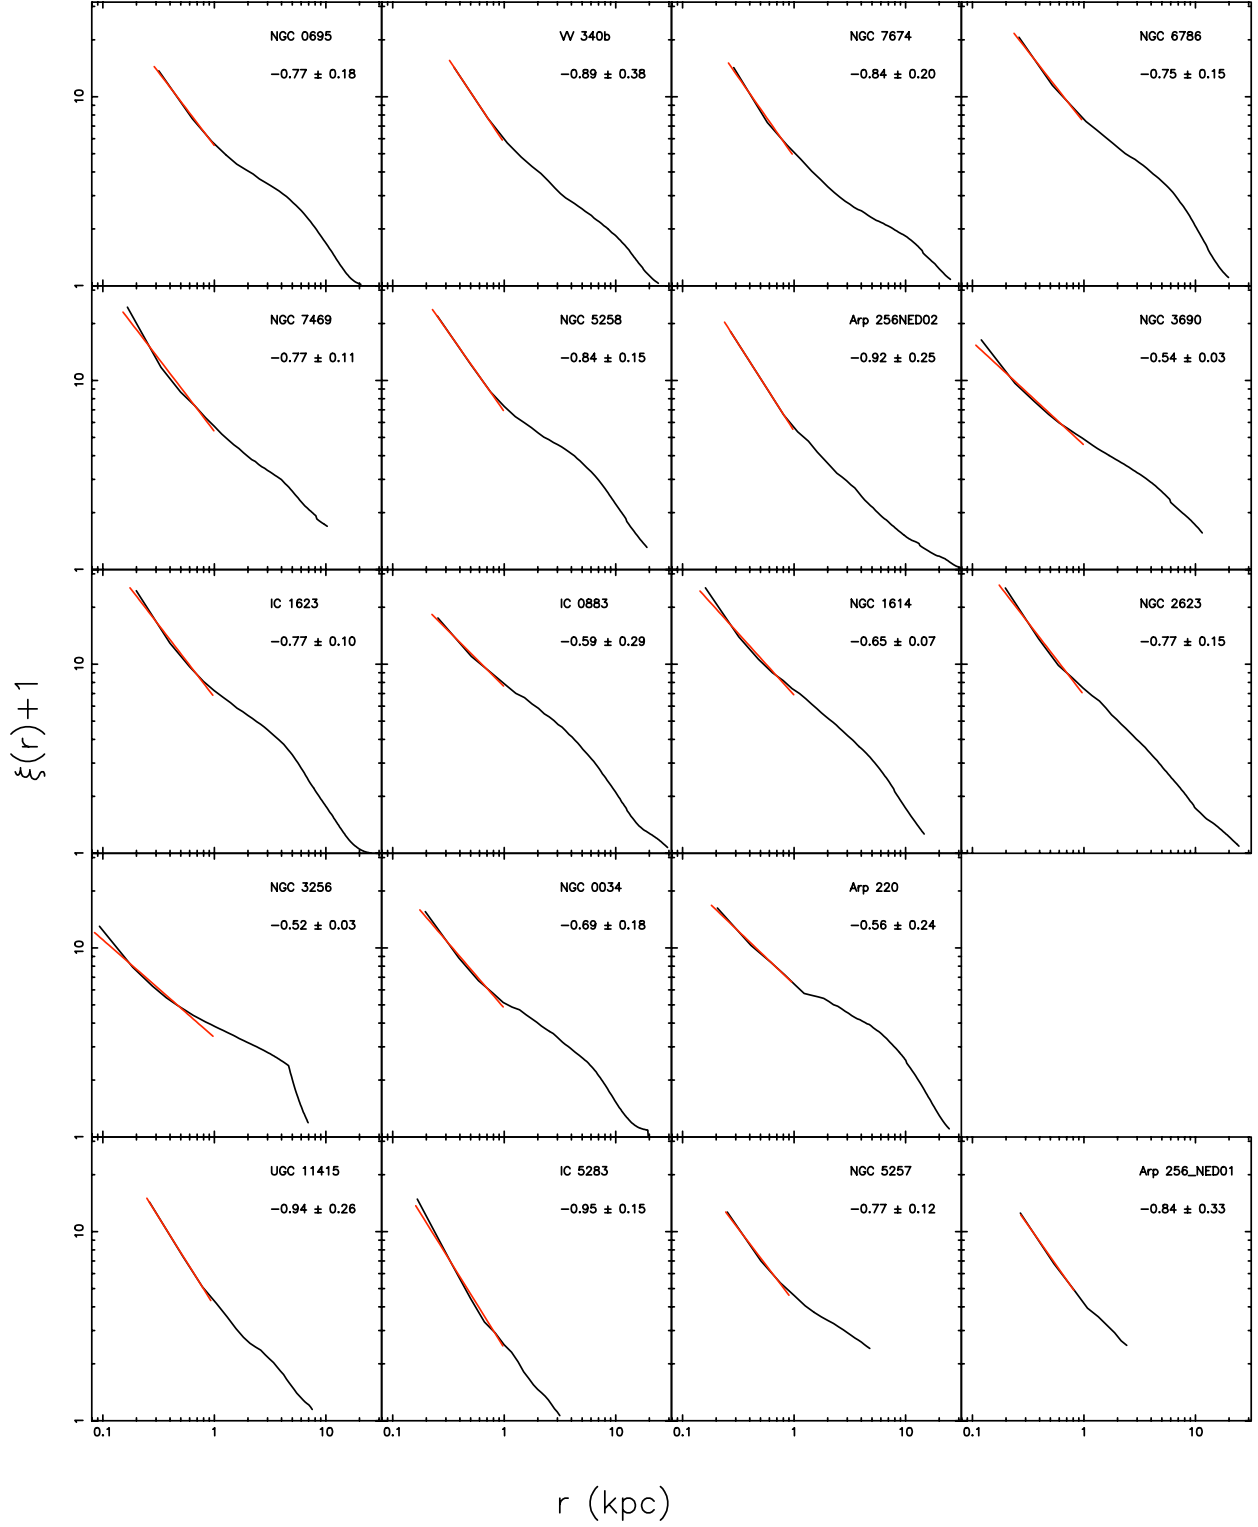 NGC 0695
−0.77 ± 0.18
VV 340b
−0.89 ± 0.38
NGC 7674
−0.84 ± 0.20
NGC 6786
−0.75 ± 0.15
10
1
NGC 7469
−0.77 ± 0.11
NGC 5258
−0.84 ± 0.15
Arp 256NED02
−0.92 ± 0.25
NGC 3690
−0.54 ± 0.03
10
1
IC 1623
−0.77 ± 0.10
IC 0883
−0.59 ± 0.29
NGC 1614
−0.65 ± 0.07
NGC 2623
−0.77 ± 0.15
10
1
ξ(r)+1
NGC 3256
−0.52 ± 0.03
NGC 0034
−0.69 ± 0.18
Arp 220
−0.56 ± 0.24
10
1
UGC 11415
−0.94 ± 0.26
IC 5283
−0.95 ± 0.15
NGC 5257
−0.77 ± 0.12
Arp 256_NED01
−0.84 ± 0.33
10
1
0.1 1 10 0.1 1 10 0.1 1 10 0.1 1 10
r (kpc)